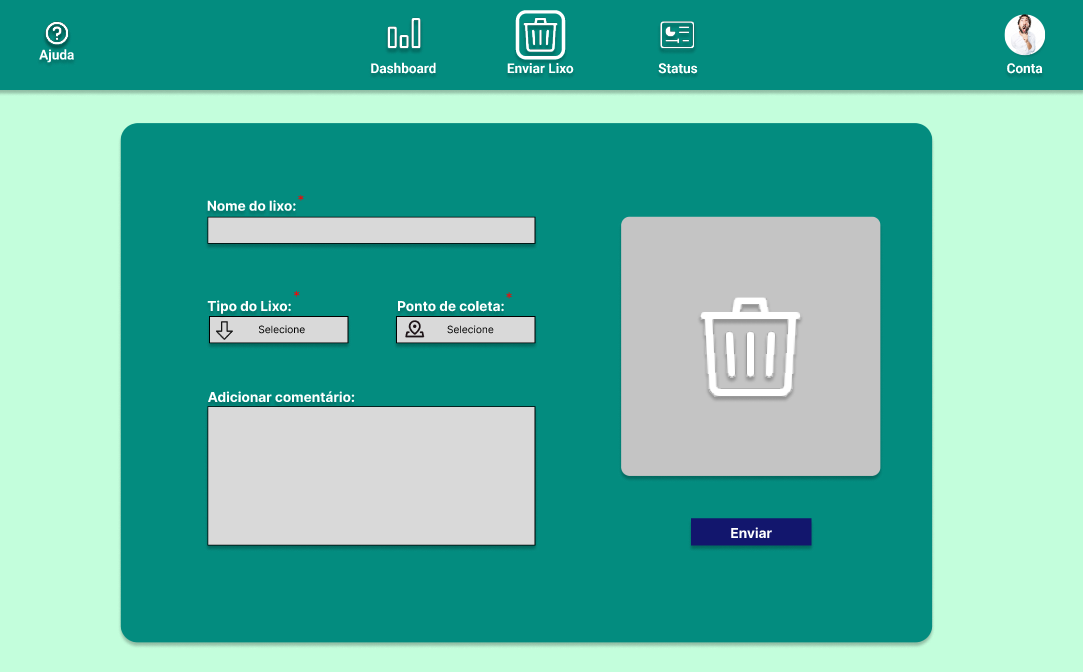 Ajuda
Dashboard
Enviar Lixo
Status
Conta
Nome do lixo:*
Tipo do Lixo:*
Ponto de coleta:*
Selecione
Selecione
Adicionar comentário:
Enviar